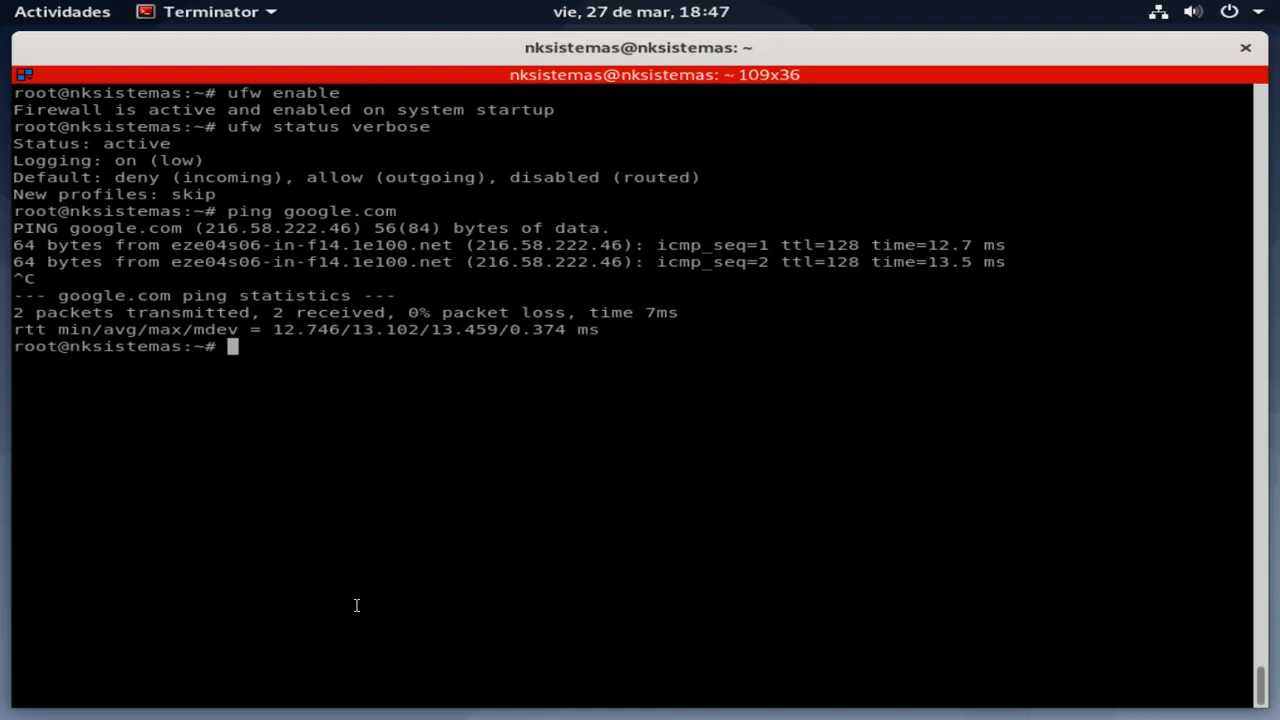 Actividades Terminator vie, 27 de mar, 18:47
nksistemas@nksistemas: ~
nksistemas@nksistemas: ~ 109x36
root@nksistemas:~# ufw enable
Firewall is active and enabled on system startup
root@nksistemas:~# ufw status verbose
Status: active
Logging: on (low)
Default: deny (incoming), allow (outgoing), disabled (routed)
New profiles: skip
root@nksistemas:~# ping google.com
PING google.com (216.58.222.46) 56(84) bytes of data.
64 bytes from eze04s06-in-f14.1e100.net (216.58.222.46): icmp_seq=1 ttl=128 time=12.7 ms
64 bytes from eze04s06-in-f14.1e100.net (216.58.222.46): icmp_seq=2 ttl=128 time=13.5 ms
^C
--- google.com ping statistics ---
2 packets transmitted, 2 received, 0% packet loss, time 7ms
rtt min/avg/max/mdev = 12.746/13.102/13.459/0.374 ms
root@nksistemas:~#